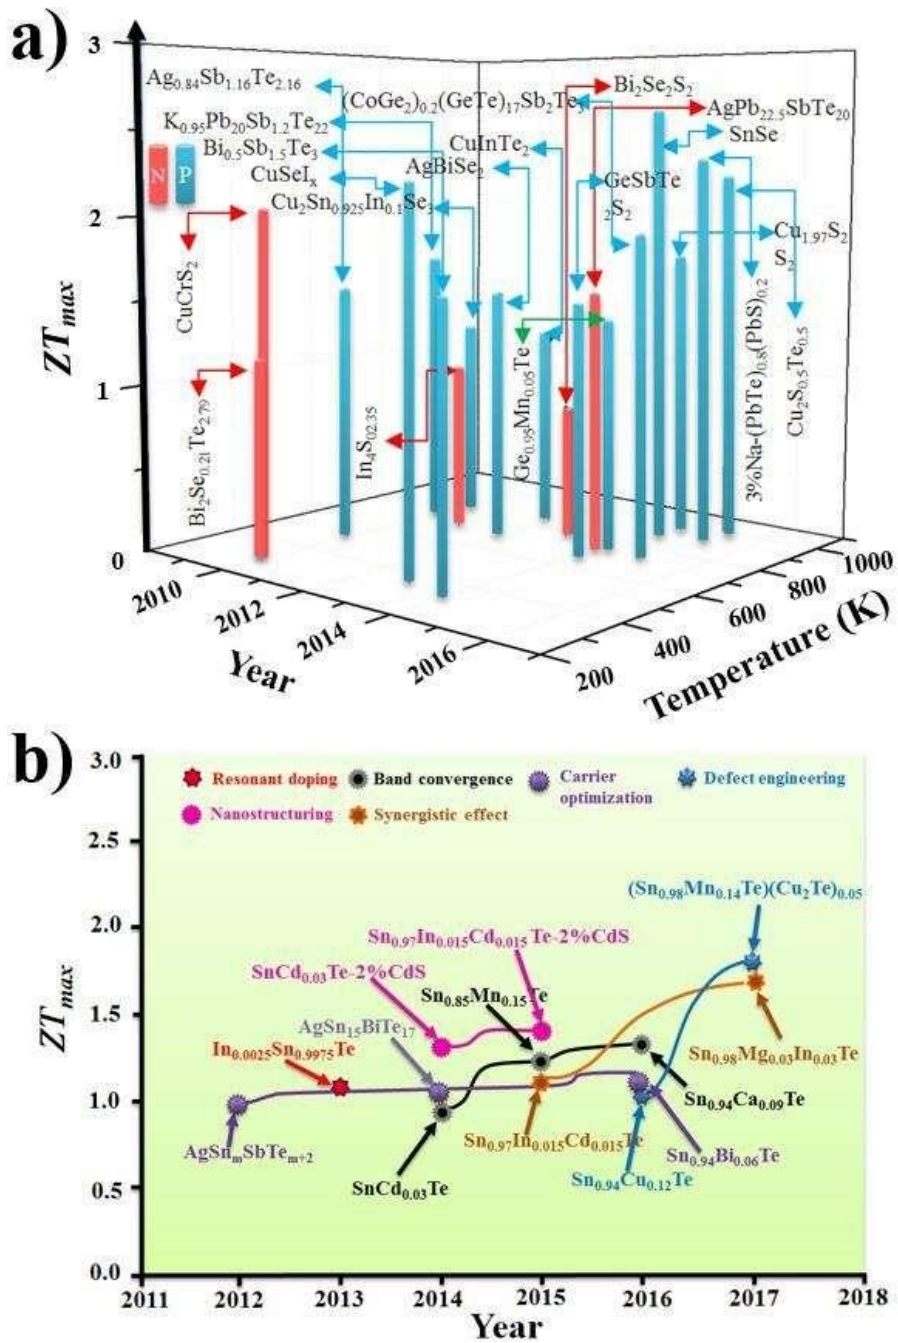 a)
3
2
1
0
ZTmax
N P
Ag0.84Sb1.16Te2.16
K0.95Pb20Sb1.2Te22
Bi0.5Sb1.5Te3
CuSeIx
Cu2Sn0.925In0.1Se3
(CoGe2)0.2(GeTe)17Sb2Te
CuInTe2
AgBiSe2
Bi2Se2S2
AgPb22.5SbTe20
SnSe
GeSbTe
2S2
Cu1.97S2
S2
CuCrS2
Bi2Se0.21Te2.79
In4S02.35
Ge0.95Mn0.05Te
3%Na-(PbTe)0.8(PbS)0.2
Cu2S0.5Te0.5
2010
2012
2014
2016
Year
200
400
600
800
1000
Temperature (K)
b)
3.0
2.5
2.0
1.5
1.0
0.5
0.0
ZTmax
Resonant doping
Band convergence
Carrier
optimization
Defect engineering
Nanostructuring
Synergistic effect
(Sn0.98Mn0.14Te)(Cu2Te)0.05
Sn0.97In0.015Cd0.015Te-2%CdS
SnCd0.03Te-2%CdS
Sn0.85Mn0.15Te
AgSn15BiTe17
In0.0025Sn0.9975Te
Sn0.98Mg0.03In0.03Te
Sn0.94Ca0.09Te
AgSnmSbTem+2
Sn0.97In0.015Cd0.015Te
Sn0.94Bi0.06Te
Sn0.94Cu0.12Te
SnCd0.03Te
2011 2012 2013 2014 2015 2016 2017 2018
Year